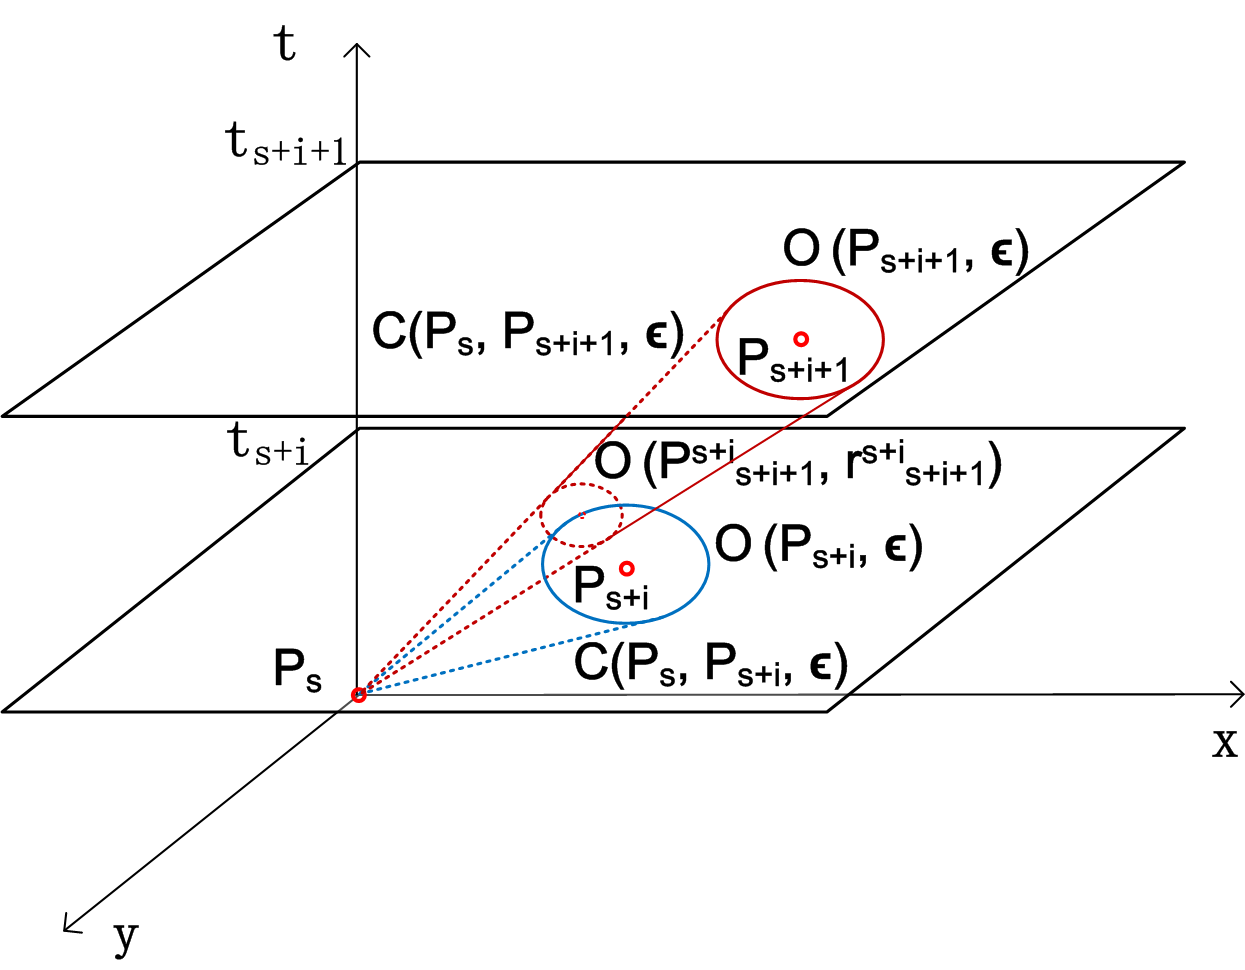 t
t_{s+i+1}
O (P_{s+i+1}, ϵ)
C(P_s, P_{s+i+1}, ϵ)
P_{s+i+1}
t_{s+i}
O (P^{s+i}_{s+i+1}, r^{s+i}_{s+i+1})
O (P_{s+i}, ϵ)
P_{s+i}
C(P_s, P_{s+i}, ϵ)
P_s
x
y